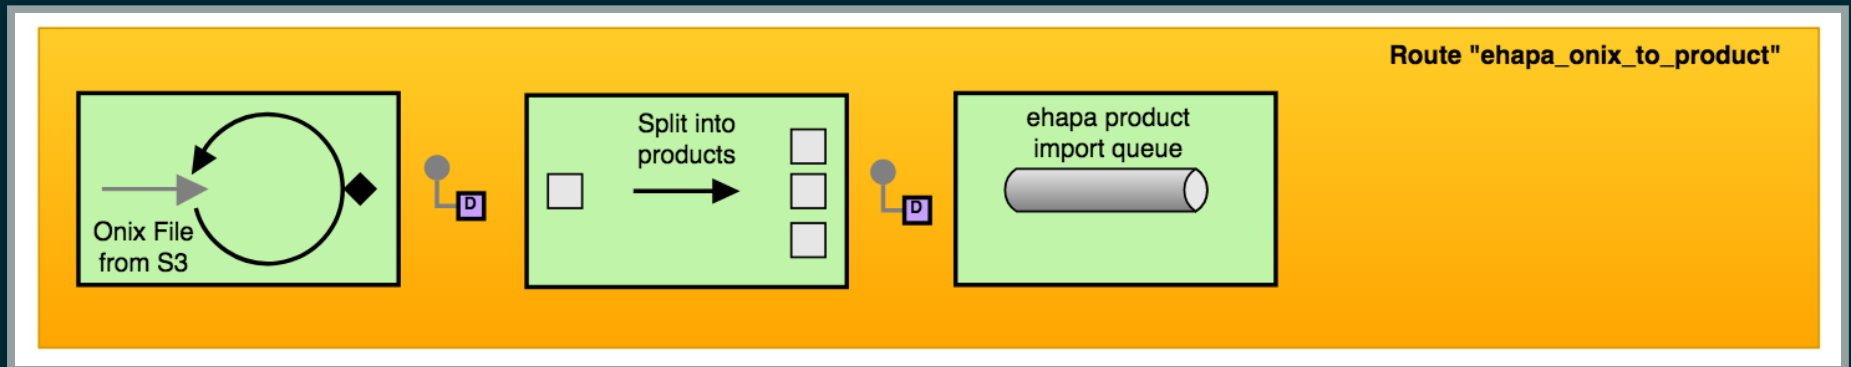 Route "ehapa_onix_to_product"
Onix File
from S3
D
Split into
products
D
ehapa product
import queue